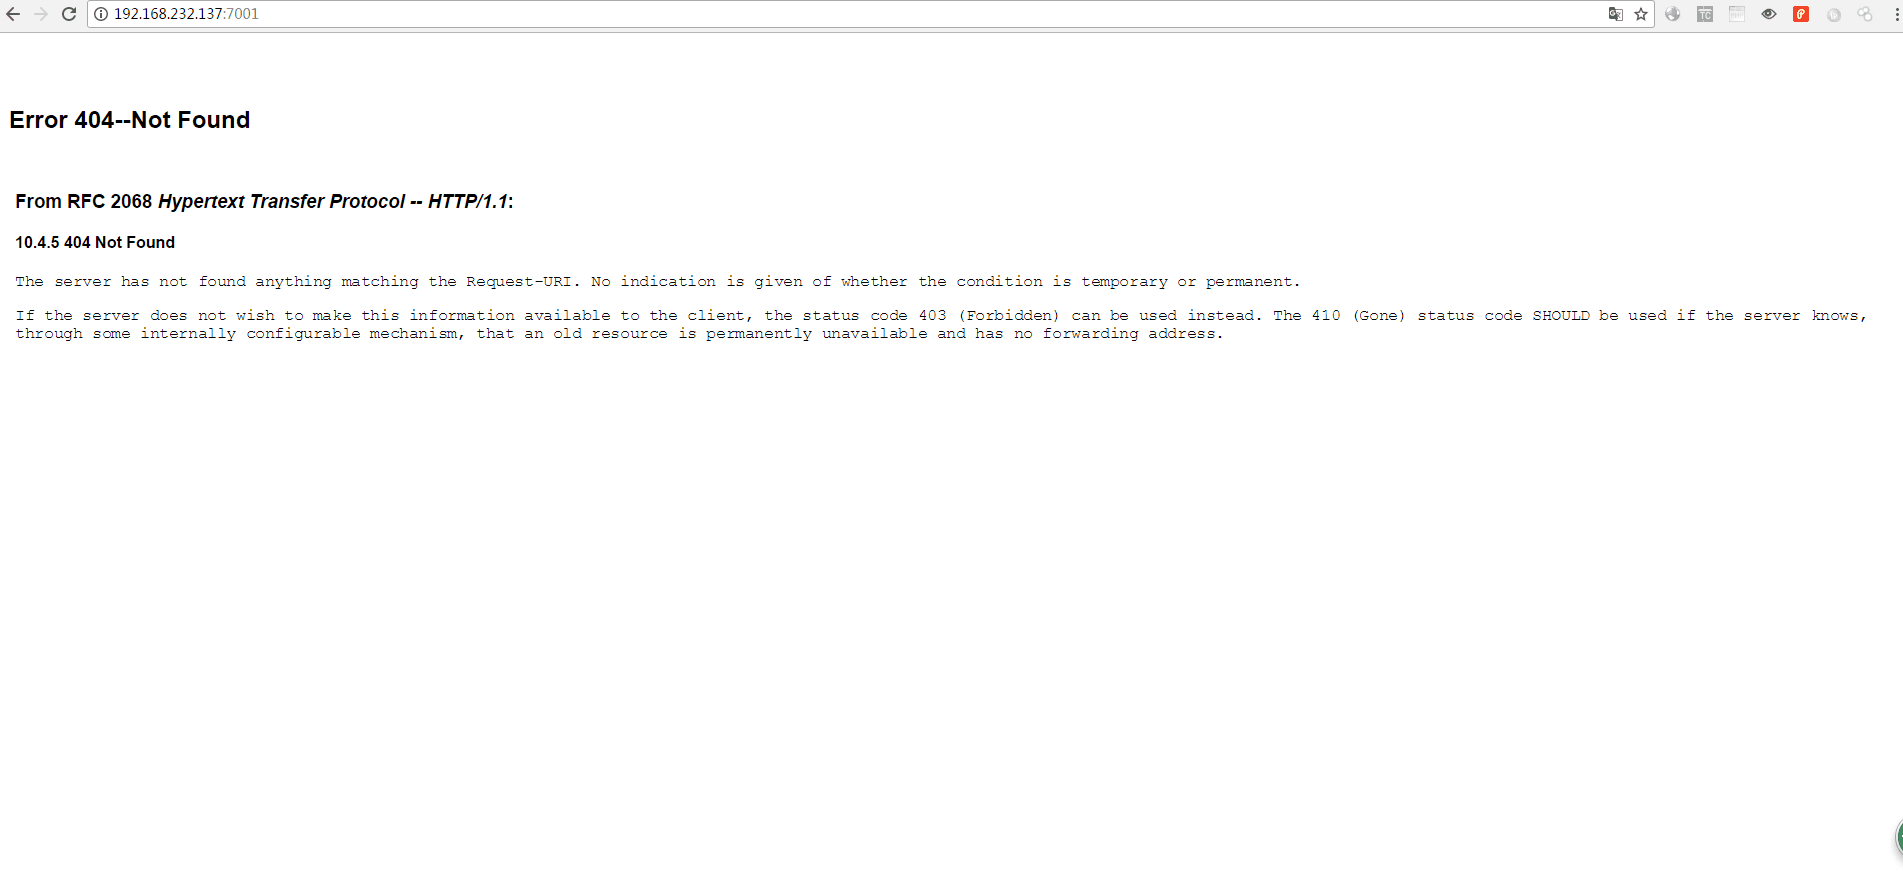 192.168.232.137:7001
TC
Error 404--Not Found
From RFC 2068 Hypertext Transfer Protocol -- HTTP/1.1:
10.4.5 404 Not Found
The server has not found anything matching the Request-URI. No indication is given of whether the condition is temporary or permanent.
If the server does not wish to make this information available to the client, the status code 403 (Forbidden) can be used instead. The 410 (Gone) status code SHOULD be used if the server knows,
through some internally configurable mechanism, that an old resource is permanently unavailable and has no forwarding address.